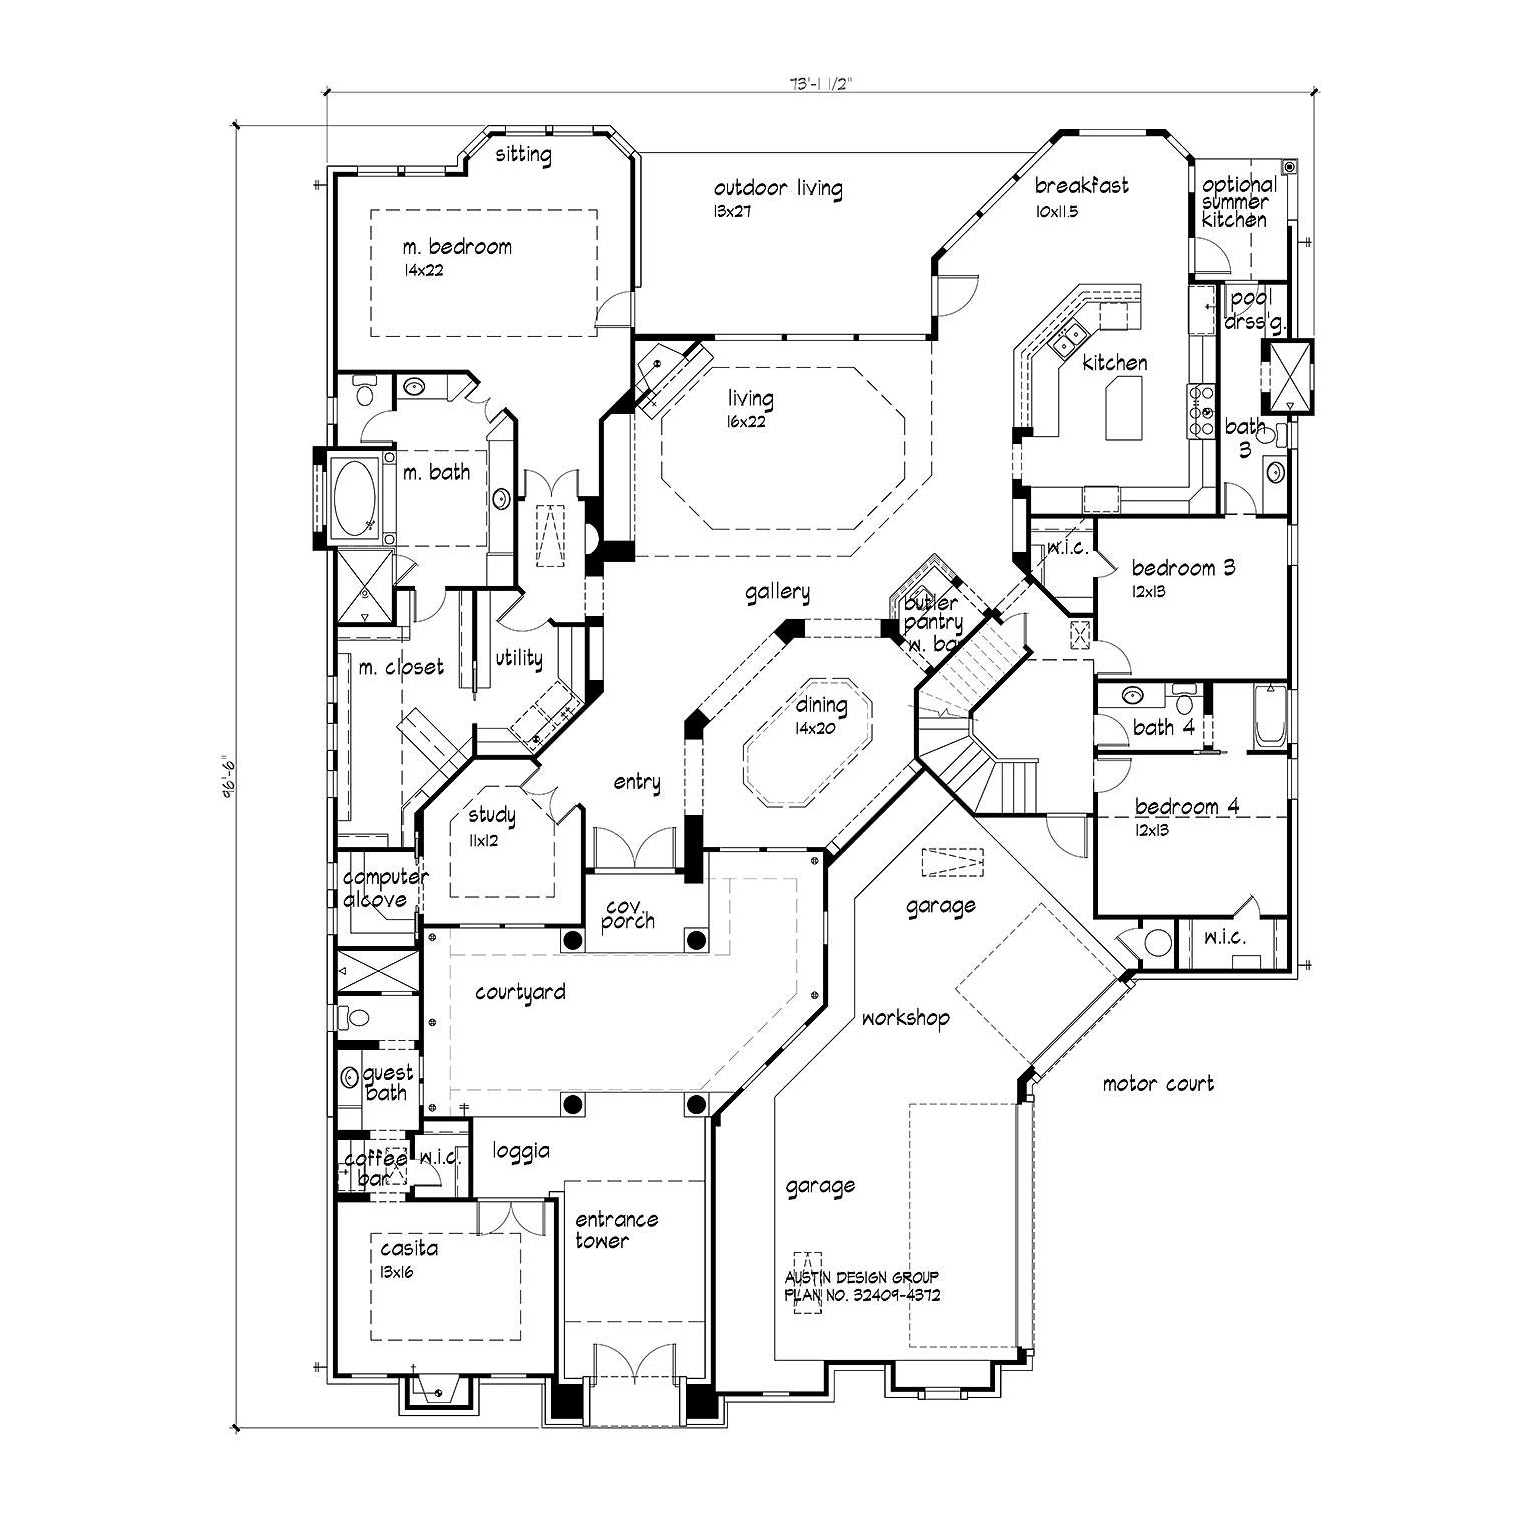 73'-1 1/2"
sitting
outdoor living
13x27
breakfast
10x11.5
optional
summer
kitchen
m. bedroom
14x22
pool
drss'g.
kitchen
living
16x22
bath
3
m. bath
w.i.c.
bedroom 3
12x13
gallery
butler
pantry
w. bar
m. closet
utility
dining
14x20
bath 4
96'-6"
entry
study
11x12
bedroom 4
12x13
computer
alcove
cov.
porch
garage
w.i.c.
courtyard
workshop
guest
bath
motor court
loggia
coffee
bar
w.i.c.
garage
entrance
tower
casita
13x16
AUSTIN DESIGN GROUP
PLAN NO. 32409-4372